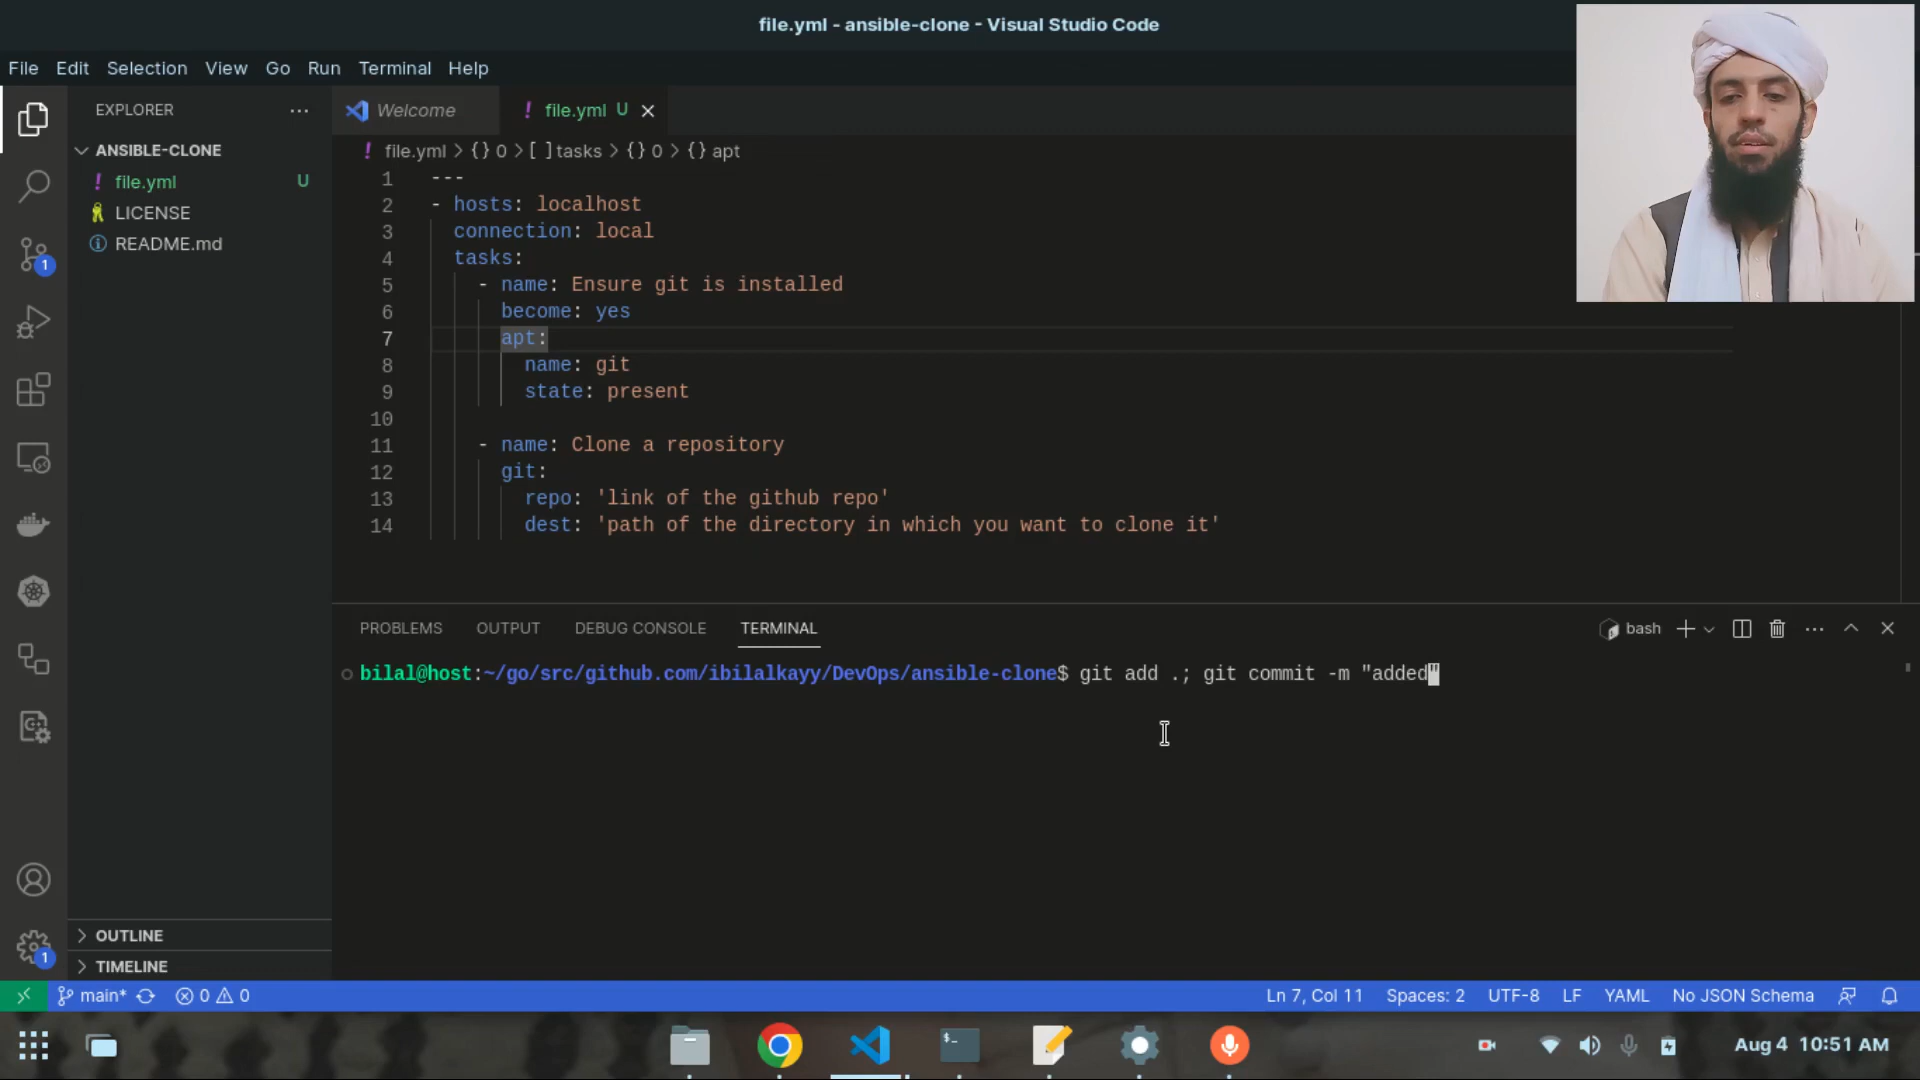 file.yml - ansible-clone - Visual Studio Code
File Edit Selection View Go Run Terminal Help
EXPLORER
Welcome
! file.yml U
ANSIBLE-CLONE
! file.yml > {} 0 > [ ] tasks > {} 0 > {} apt
! file.yml U
LICENSE
README.md
1 ---
2 - hosts: localhost
3 connection: local
4 tasks:
5 - name: Ensure git is installed
6 become: yes
7 apt:
8 name: git
9 state: present
10
11 - name: Clone a repository
12 git:
13 repo: 'link of the github repo'
14 dest: 'path of the directory in which you want to clone it'
1
PROBLEMS OUTPUT DEBUG CONSOLE TERMINAL
bash
bilal@host:~/go/src/github.com/ibilalkayy/DevOps/ansible-clone$ git add .; git commit -m "added"
OUTLINE
1
TIMELINE
main* 0 0
Ln 7, Col 11 Spaces: 2 UTF-8 LF YAML No JSON Schema
Aug 4 10:51 AM